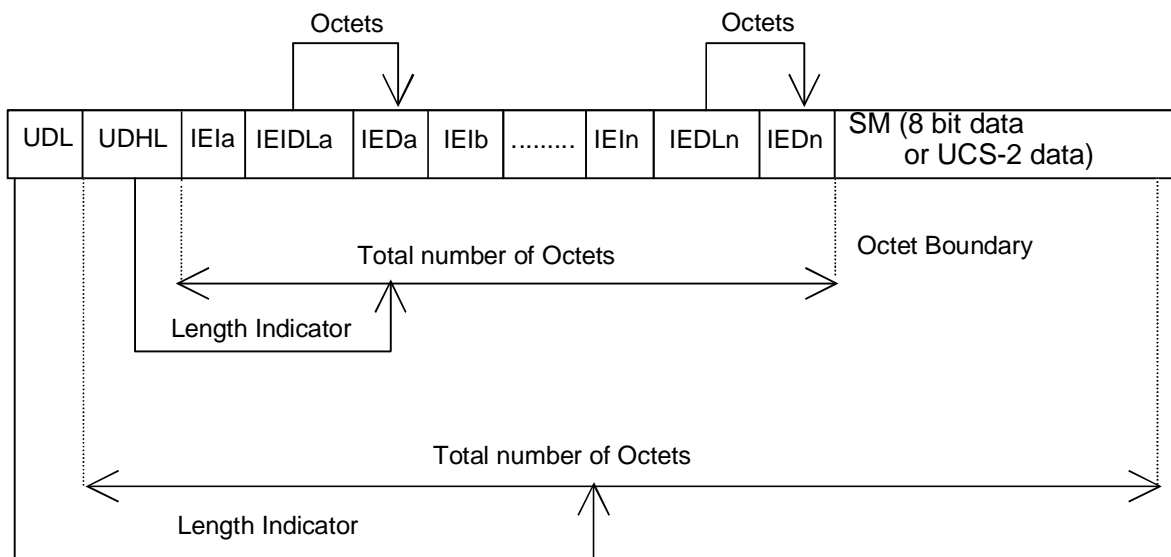 Octets
Octets
UDL
UDHL
IEIa
IEIDLa
IEDa
IEIb
.........
IEIn
IEDLn
IEDn
SM (8 bit data
or UCS-2 data)
Total number of Octets
Octet Boundary
Length Indicator
Total number of Octets
Length Indicator